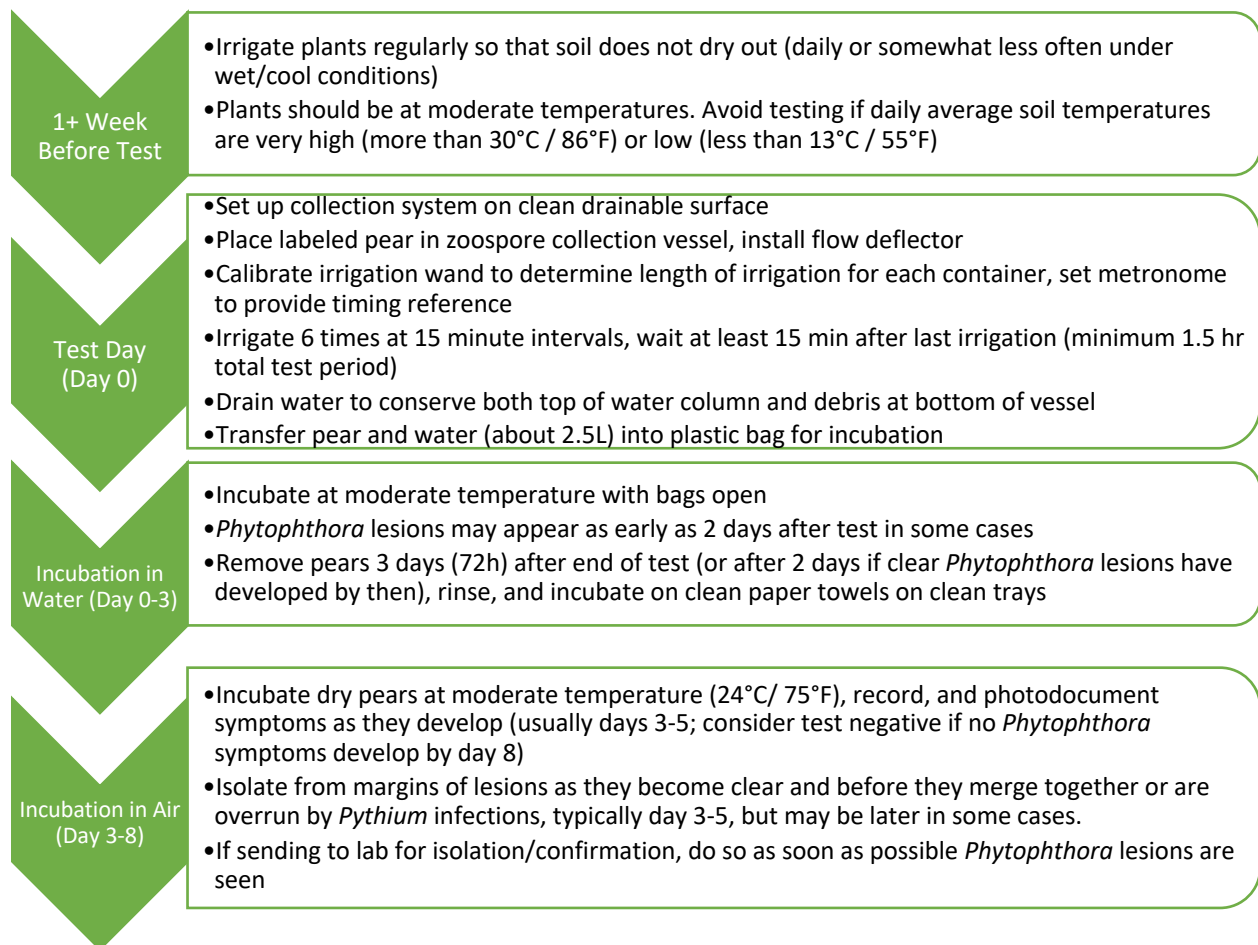 1+ Week
Before Test
•Irrigate plants regularly so that soil does not dry out (daily or somewhat less often under
wet/cool conditions)
•Plants should be at moderate temperatures. Avoid testing if daily average soil temperatures
are very high (more than 30°C / 86°F) or low (less than 13°C / 55°F)
Test Day
(Day 0)
•Set up collection system on clean drainable surface
•Place labeled pear in zoospore collection vessel, install flow deflector
•Calibrate irrigation wand to determine length of irrigation for each container, set metronome
to provide timing reference
•Irrigate 6 times at 15 minute intervals, wait at least 15 min after last irrigation (minimum 1.5 hr
total test period)
•Drain water to conserve both top of water column and debris at bottom of vessel
•Transfer pear and water (about 2.5L) into plastic bag for incubation
Incubation in
Water (Day 0-3)
•Incubate at moderate temperature with bags open
•Phytophthora lesions may appear as early as 2 days after test in some cases
•Remove pears 3 days (72h) after end of test (or after 2 days if clear Phytophthora lesions have
developed by then), rinse, and incubate on clean paper towels on clean trays
Incubation in Air
(Day 3-8)
•Incubate dry pears at moderate temperature (24°C/ 75°F), record, and photodocument
symptoms as they develop (usually days 3-5; consider test negative if no Phytophthora
symptoms develop by day 8)
•Isolate from margins of lesions as they become clear and before they merge together or are
overrun by Pythium infections, typically day 3-5, but may be later in some cases.
•If sending to lab for isolation/confirmation, do so as soon as possible Phytophthora lesions are
seen